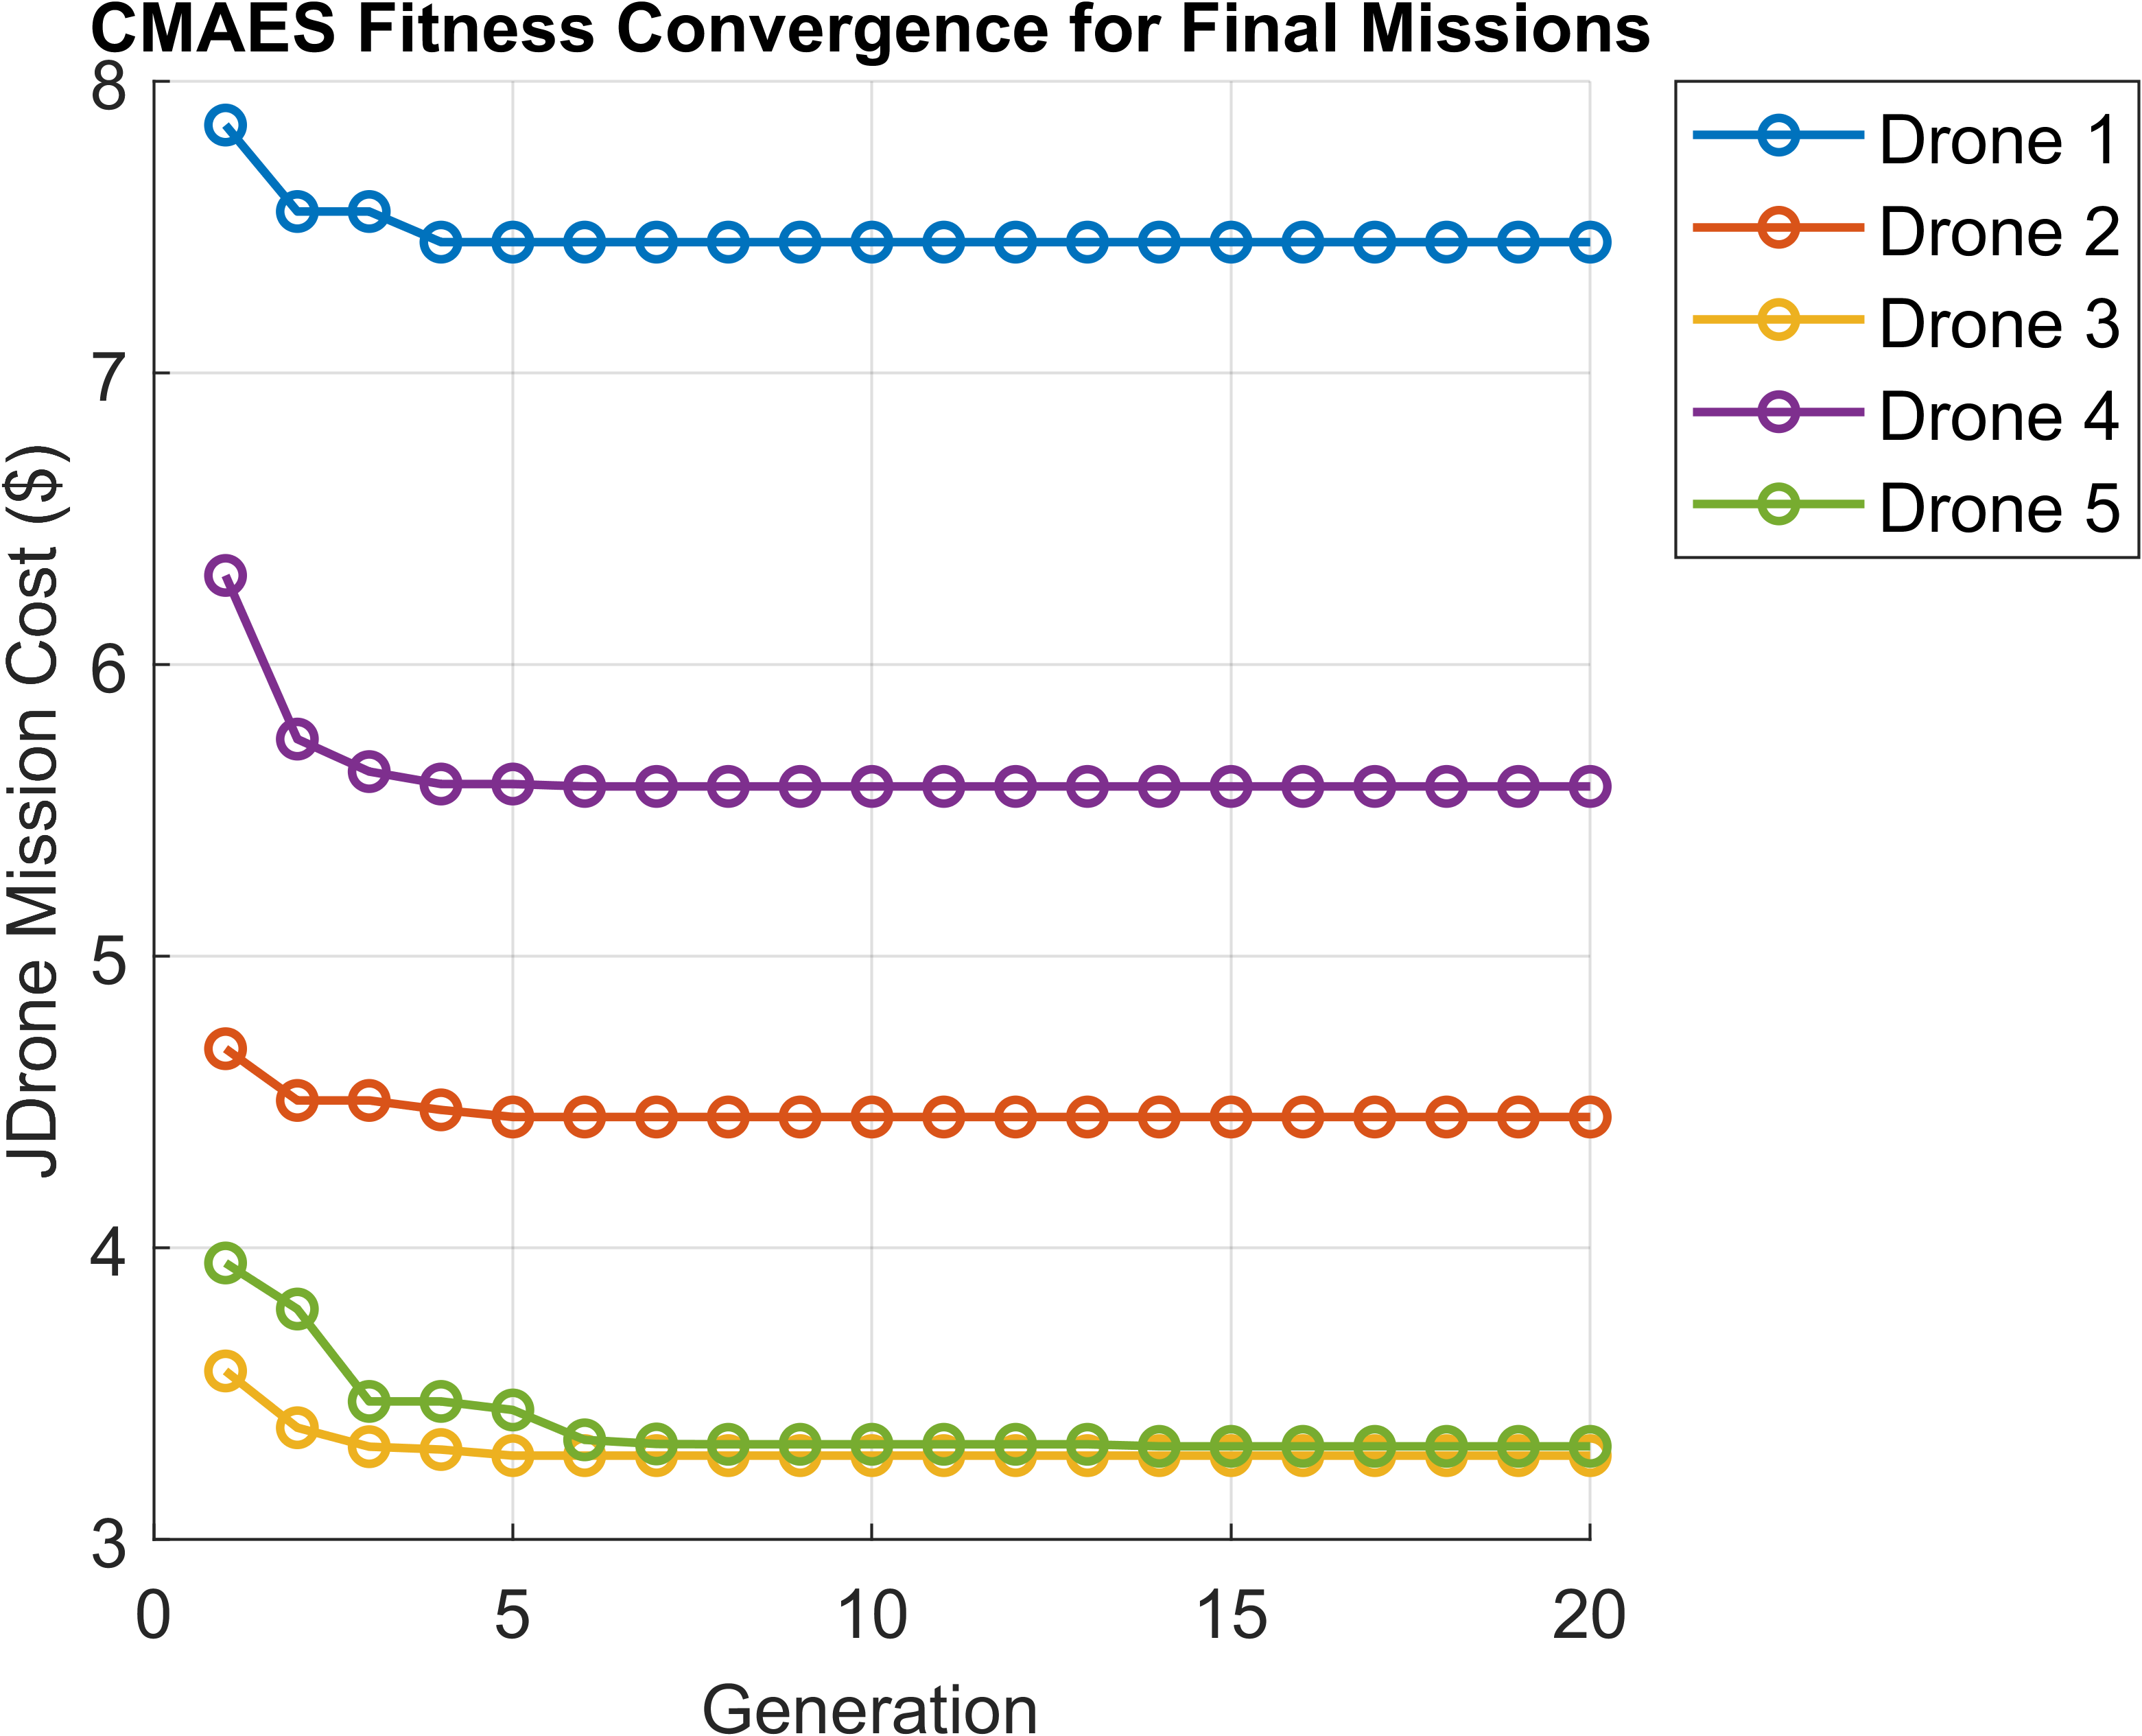 CMAES Fitness Convergence for Final Missions
JDrone Mission Cost ($)
8
7
6
5
4
3
0
5
10
15
20
Generation
Drone 1
Drone 2
Drone 3
Drone 4
Drone 5